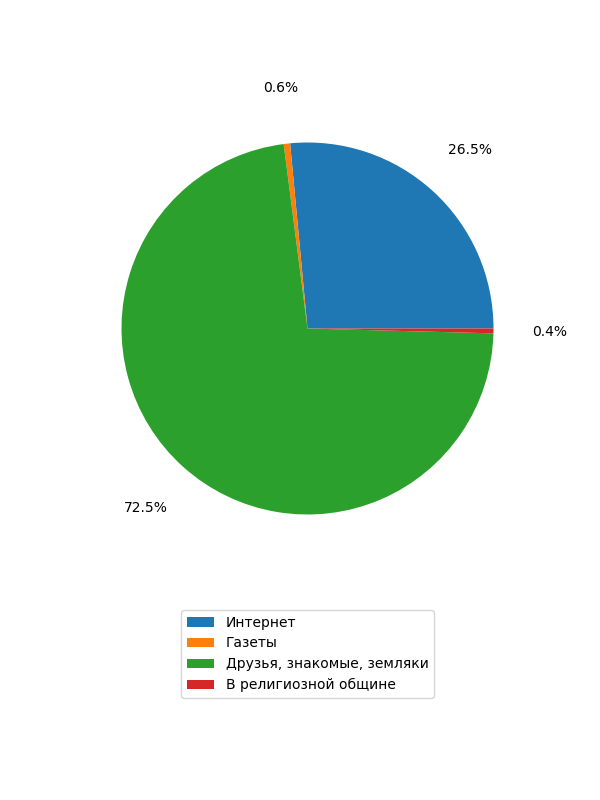 0.6%
26.5%
0.4%
72.5%
Интернет
Газеты
Друзья, знакомые, земляки
В религиозной общине